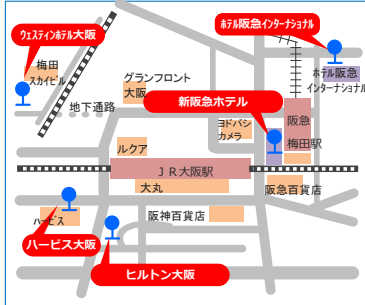 ウェスティンホテル大阪
ホテル阪急インターナショナル
梅田
スカイビル
グランフロント
大阪
ホテル阪急
インターナショナル
地下通路
新阪急ホテル
ヨドバシ
カメラ
阪急
梅田駅
ルクア
JR大阪駅
大丸
阪急百貨店
ハービス
阪神百貨店
ハービス大阪
ヒルトン大阪